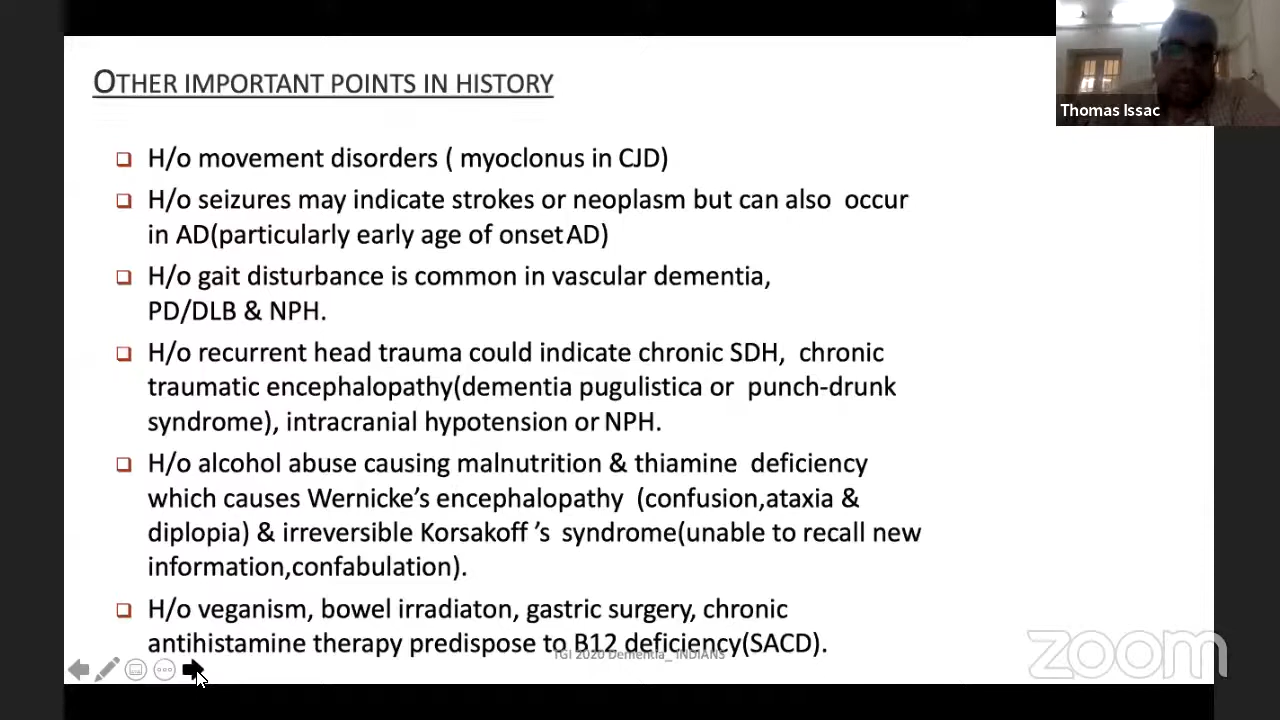 OTHER IMPORTANT POINTS IN HISTORY
Thomas Issac
H/o movement disorders ( myoclonus in CJD)
H/o seizures may indicate strokes or neoplasm but can also occur
in AD(particularly early age of onset AD)
H/o gait disturbance is common in vascular dementia,
PD/DLB & NPH.
H/o recurrent head trauma could indicate chronic SDH, chronic
traumatic encephalopathy(dementia pugulistica or punch-drunk
syndrome), intracranial hypotension or NPH.
H/o alcohol abuse causing malnutrition & thiamine deficiency
which causes Wernicke’s encephalopathy (confusion,ataxia &
diplopia) & irreversible Korsakoff ’s syndrome(unable to recall new
information,confabulation).
H/o veganism, bowel irradiaton, gastric surgery, chronic
antihistamine therapy predispose to B12 deficiency(SACD).
TGI 2020 Dementia_ INDIANS
zoom